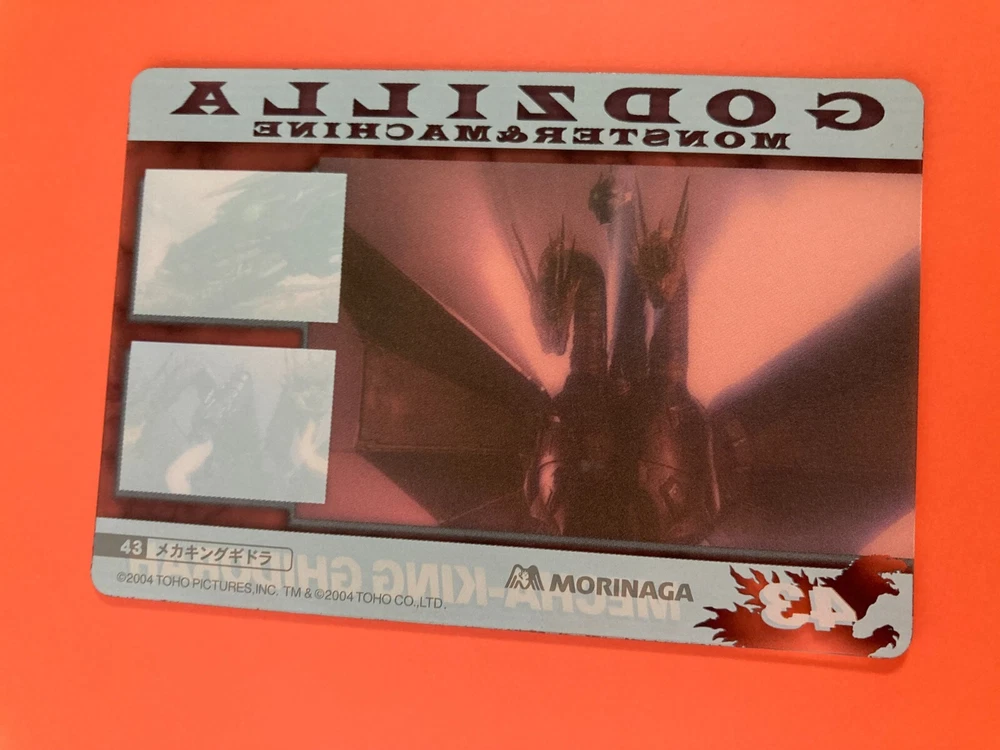 GODZILLA
MONSTER&MACHINE
43 メカキングギドラ
MECHA-KING GHIDRAH
MORINAGA
43
©2004 TOHO PICTURES,INC. TM & ©2004 TOHO CO.,LTD.